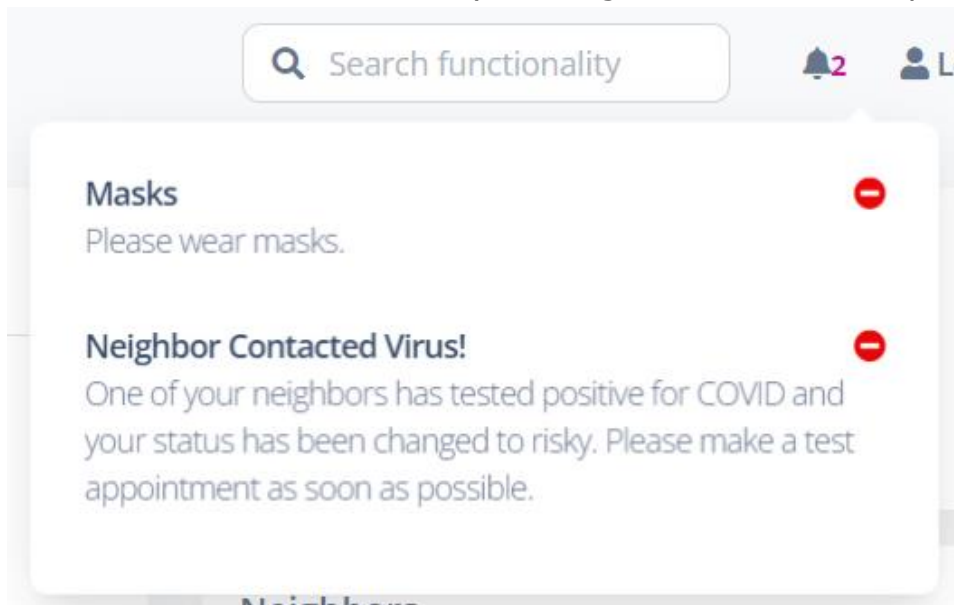 Search functionality
2
Masks
Please wear masks.
Neighbor Contacted Virus!
One of your neighbors has tested positive for COVID and
your status has been changed to risky. Please make a test
appointment as soon as possible.
Neighbors